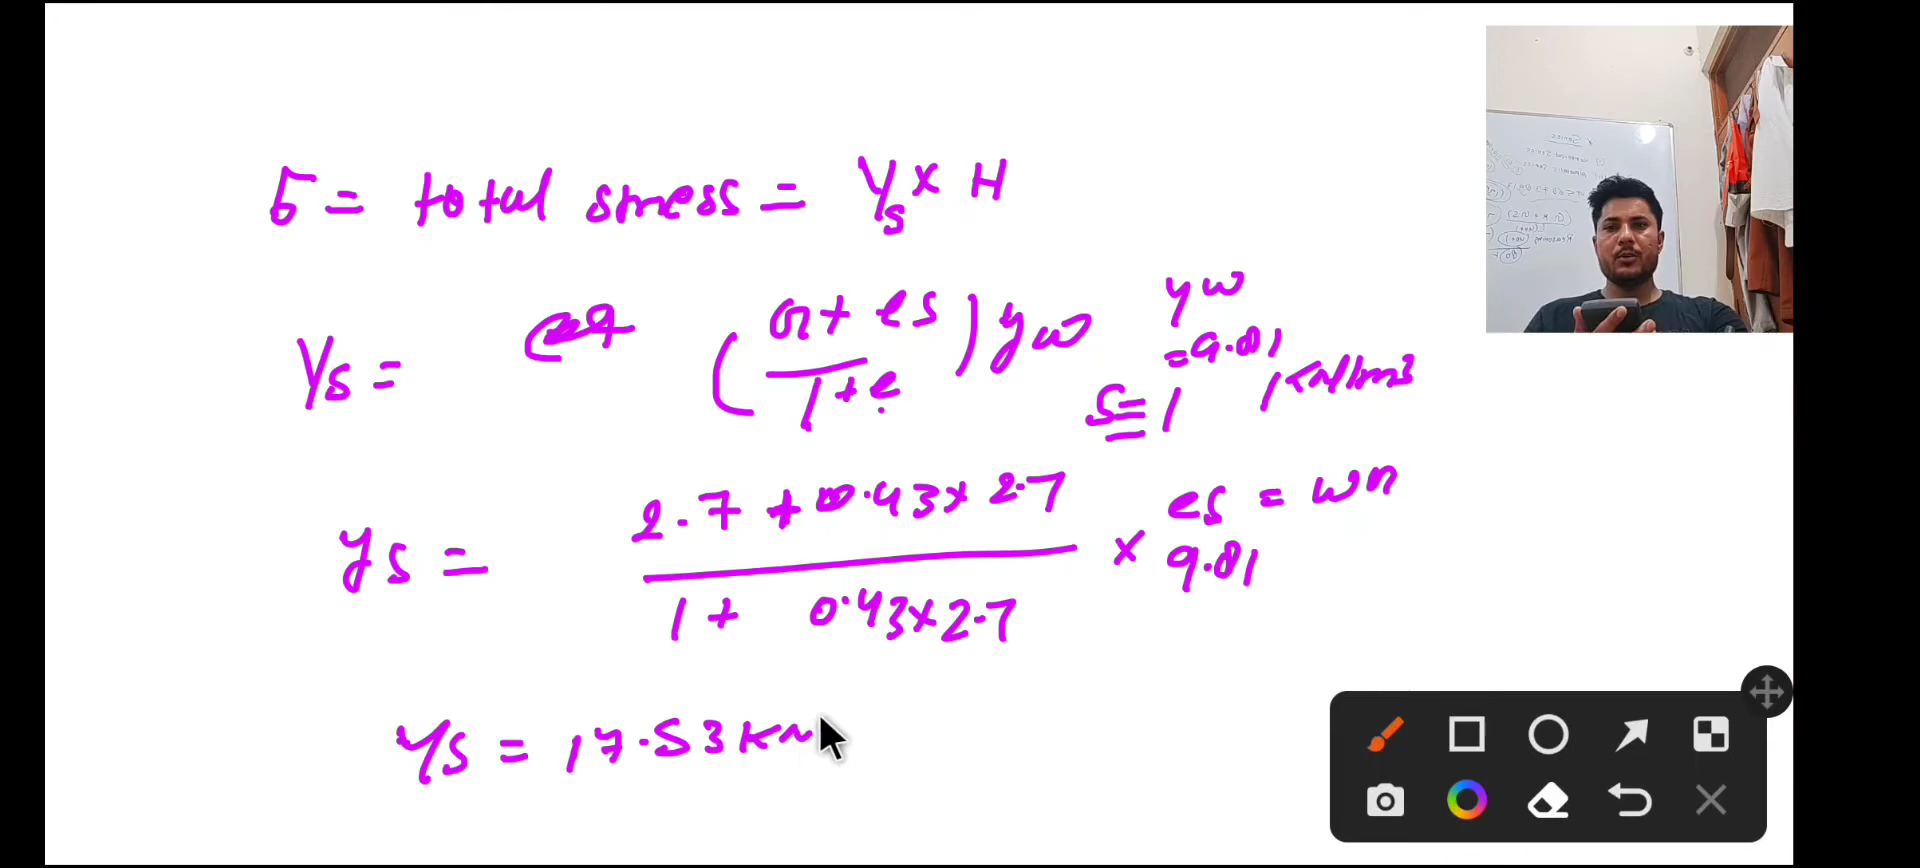 σ = total stress = γs × H
γs = (G + es / 1 + e) γw
γw = 9.81 kN/m3
S = 1
es = wG
γs = 2.7 + 0.43 × 2.7 / 1 + 0.43 × 2.7 × 9.81
γs = 17.53 kN